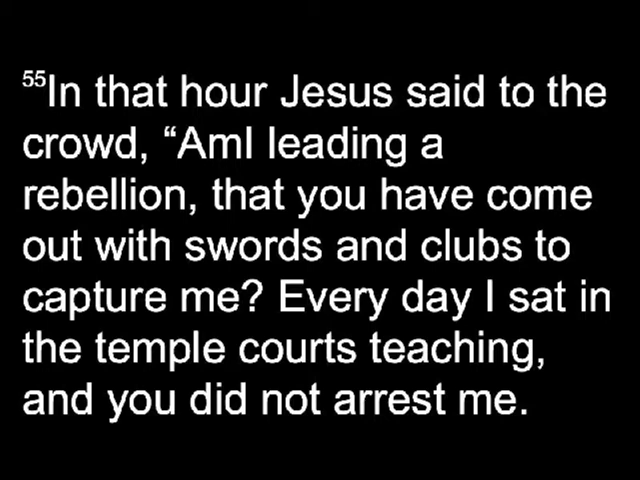 55In that hour Jesus said to the
crowd, “AmI leading a
rebellion, that you have come
out with swords and clubs to
capture me? Every day I sat in
the temple courts teaching,
and you did not arrest me.